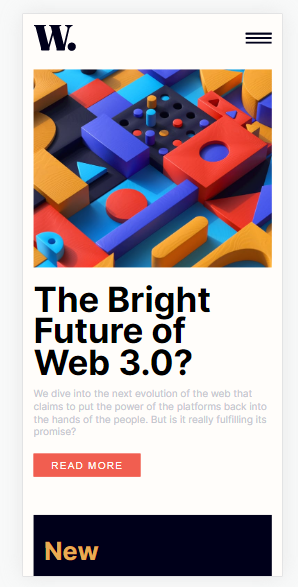 W.
The Bright
Future of
Web 3.0?
We dive into the next evolution of the web that
claims to put the power of the platforms back into
the hands of the people. But is it really fulfilling its
promise?
READ MORE
New